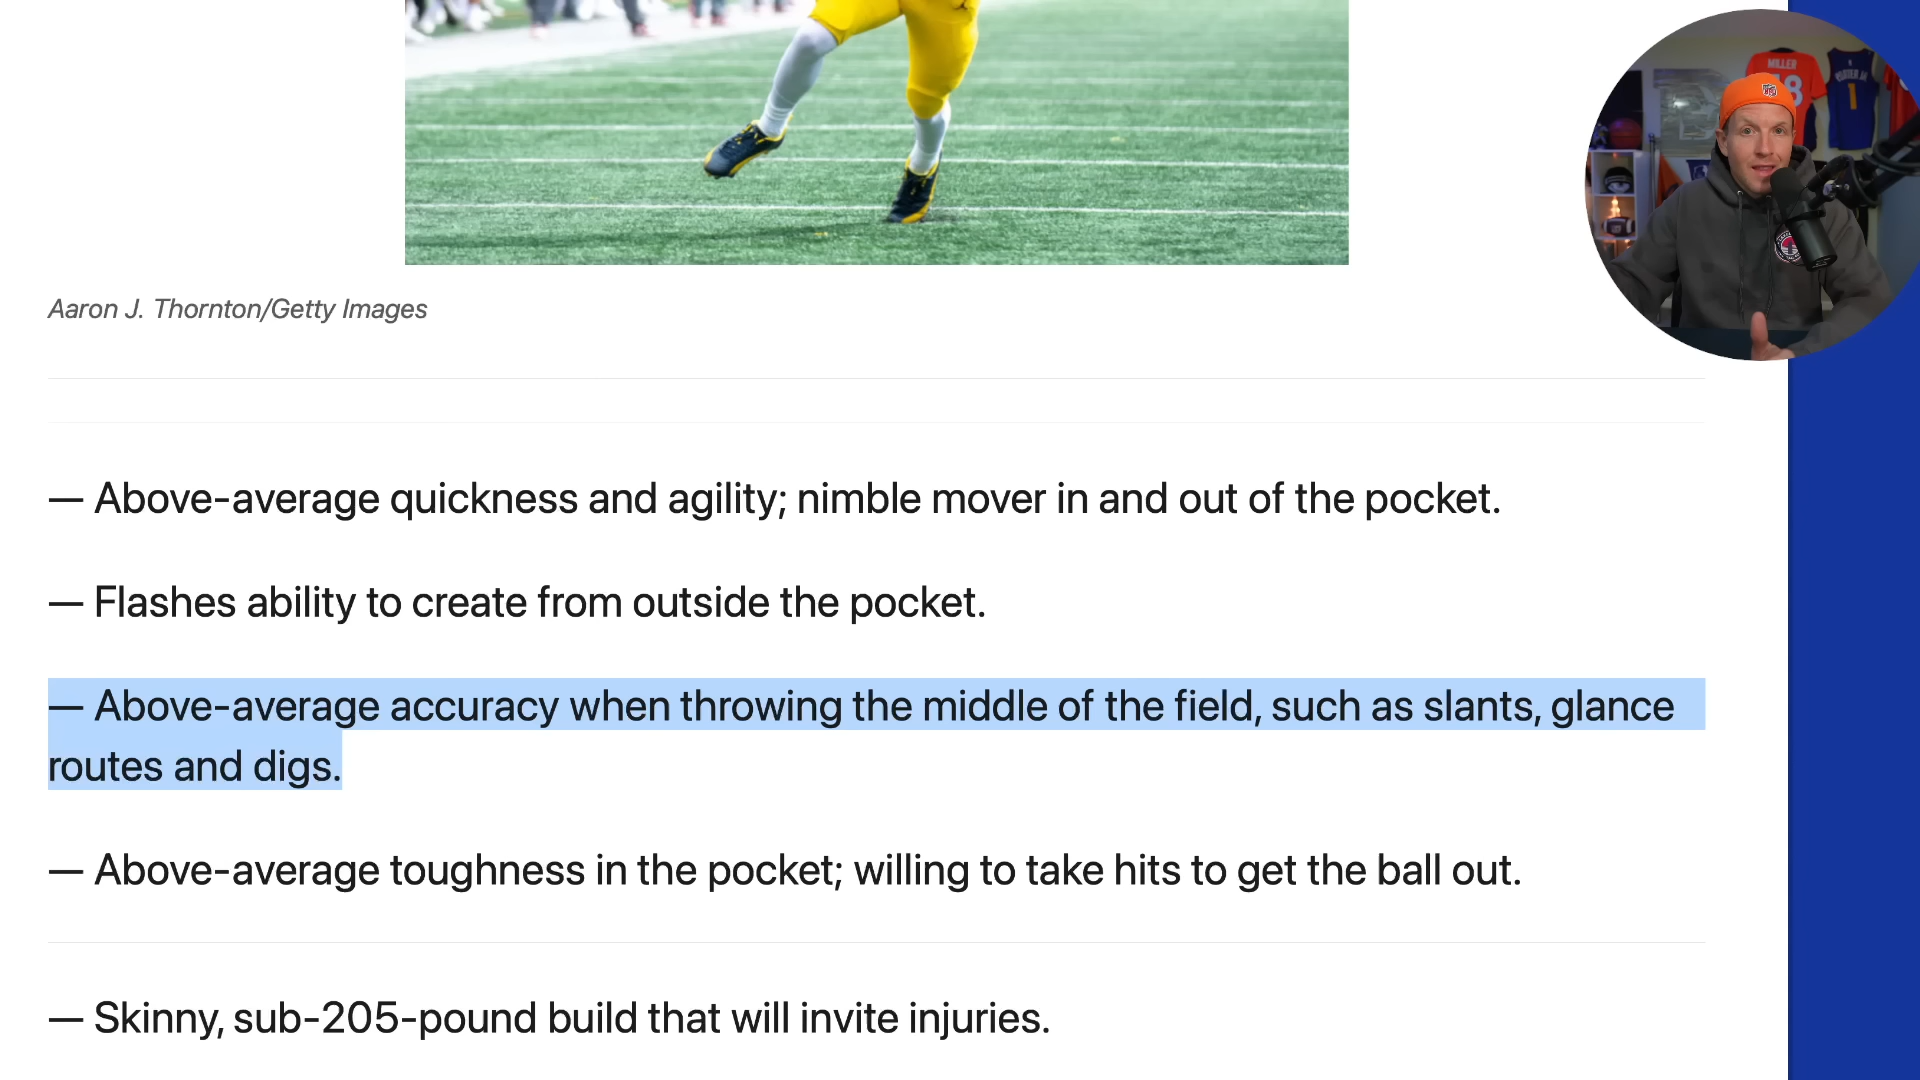 MILLER
8
1
Aaron J. Thornton/Getty Images
— Above-average quickness and agility; nimble mover in and out of the pocket.
— Flashes ability to create from outside the pocket.
— Above-average accuracy when throwing the middle of the field, such as slants, glance
routes and digs.
— Above-average toughness in the pocket; willing to take hits to get the ball out.
— Skinny, sub-205-pound build that will invite injuries.